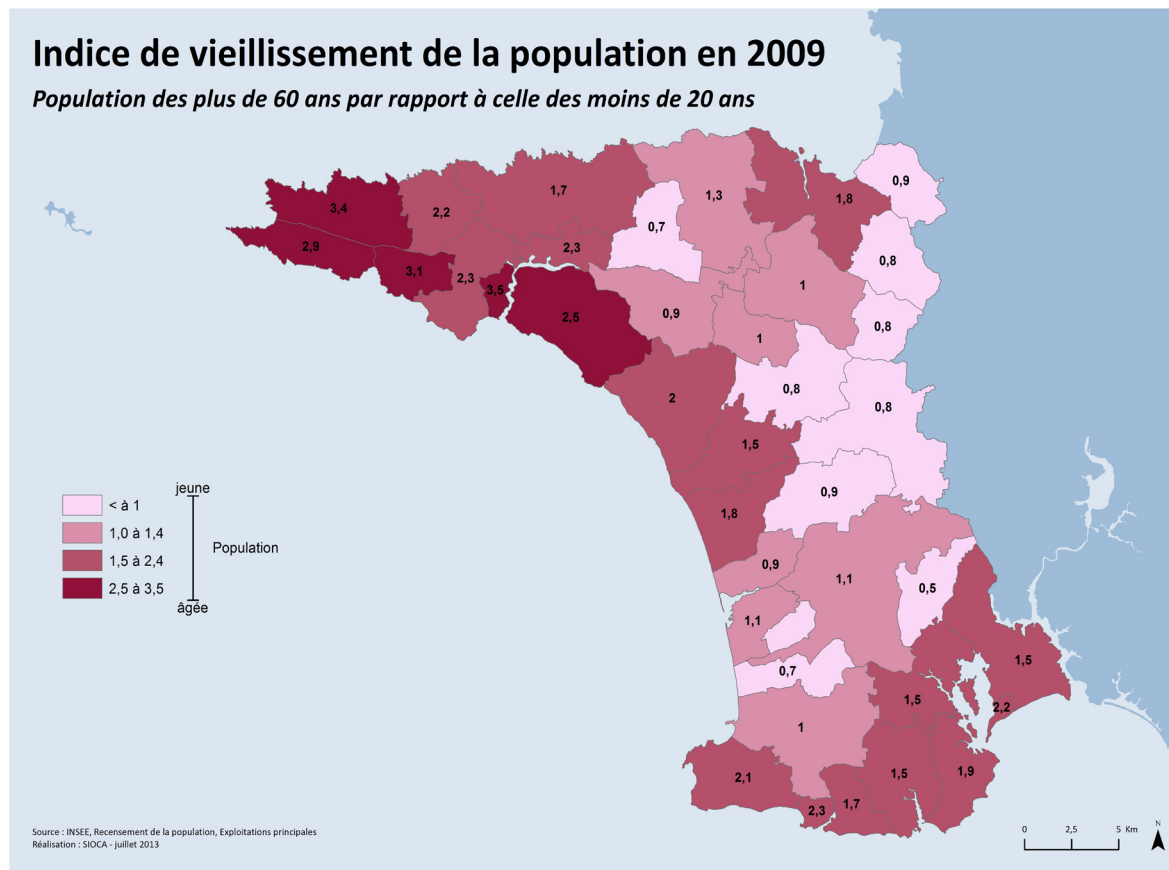 Indice de vieillissement de la population en 2009
Population des plus de 60 ans par rapport à celle des moins de 20 ans
0,9
1,7
1,3
1,8
3,4
2,2
0,7
2,9
2,3
0,8
3,1
2,3
3,5
1
2,5
0,9
0,8
1
0,8
2
0,8
1,5
0,9
1,8
0,9
1,1
0,5
1,1
1,5
0,7
1,5
2,2
1
2,1
1,5
1,9
2,3
1,7
jeune
< à 1
1,0 à 1,4
1,5 à 2,4
2,5 à 3,5
âgée
Population
Source : INSEE, Recensement de la population, Exploitations principales
Réalisation : SIOCA - juillet 2013
0 2,5 5 Km
N